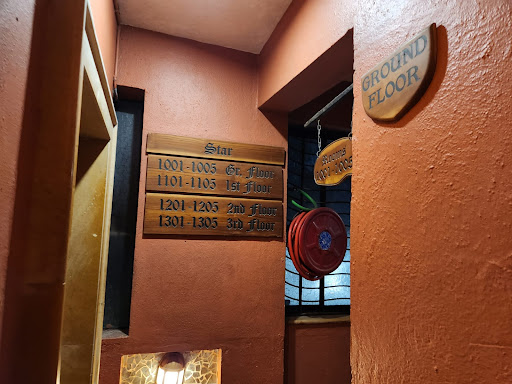 Star
1001-1005 Gr. Floor
1101-1105 1st Floor
1201-1205 2nd Floor
1301-1305 3rd Floor
Rooms
1001-1005
GROUND
FLOOR